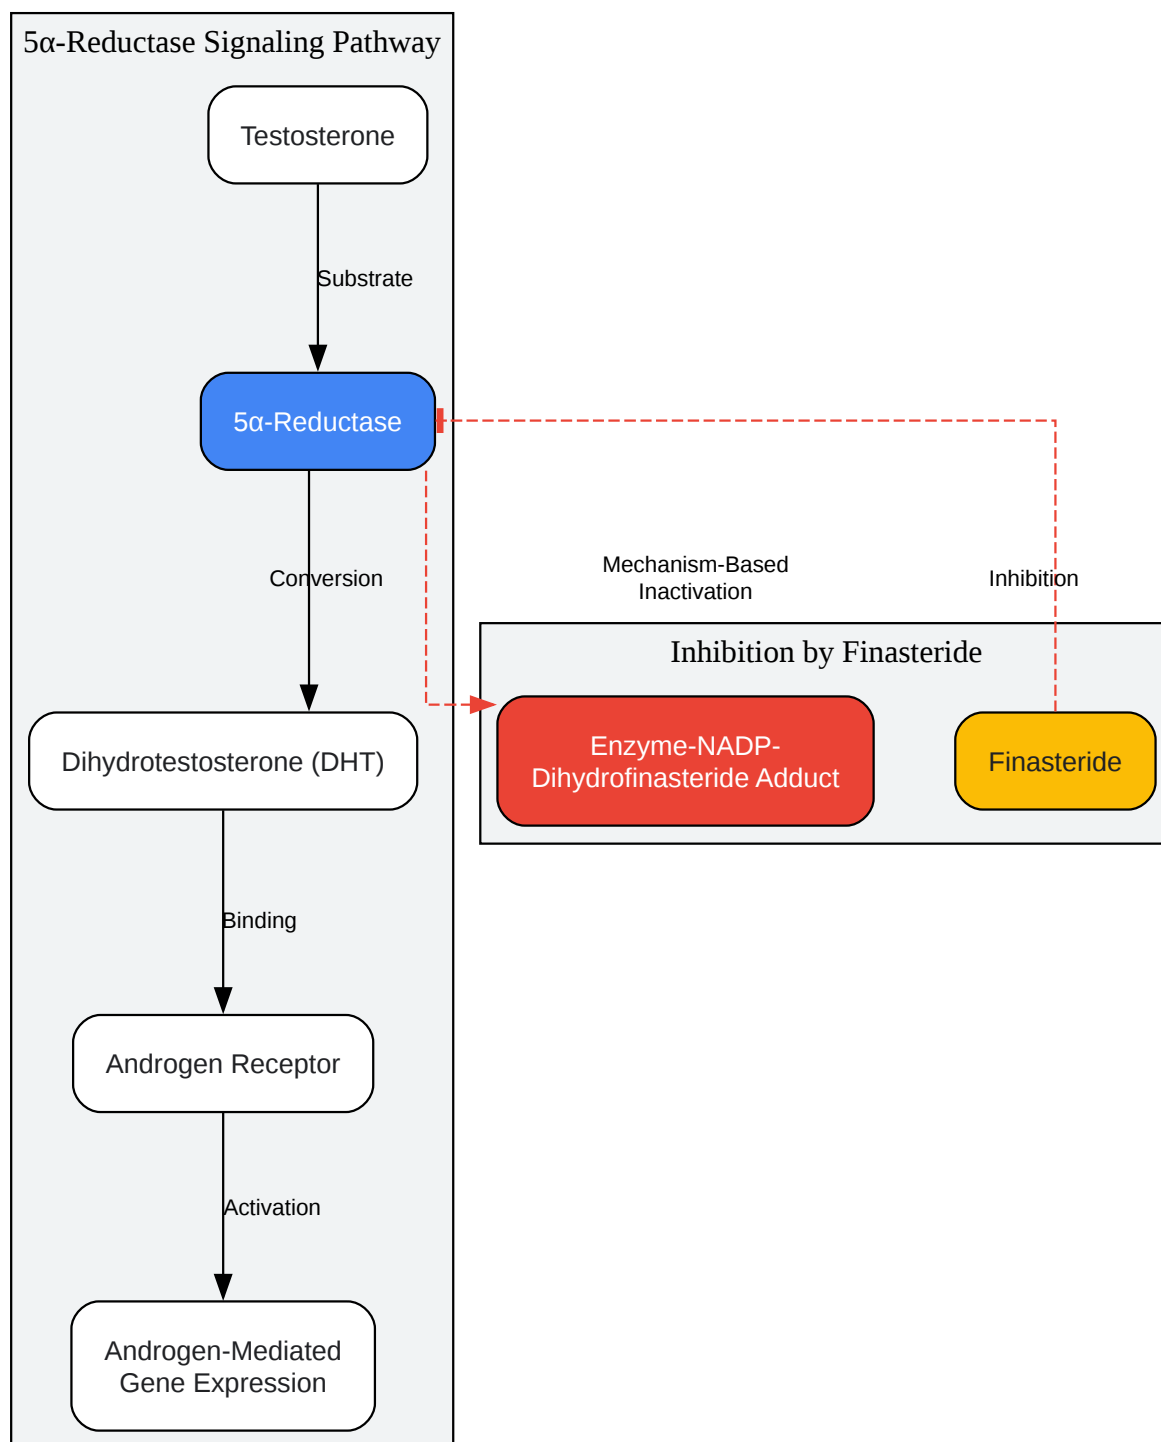 5α-Reductase Signaling Pathway
Testosterone
Substrate
5α-Reductase
Conversion
Mechanism-Based
Inactivation
Inhibition
Inhibition by Finasteride
Enzyme-NADP-
Dihydrofinasteride Adduct
Finasteride
Dihydrotestosterone (DHT)
Binding
Androgen Receptor
Activation
Androgen-Mediated
Gene Expression